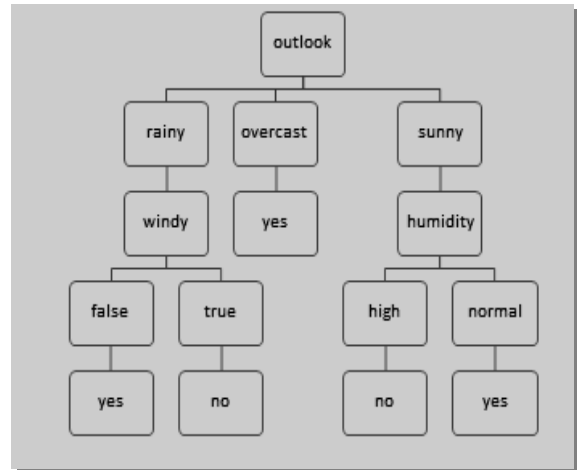 outlook
rainy
overcast
sunny
windy
yes
humidity
false
true
high
normal
yes
no
no
yes